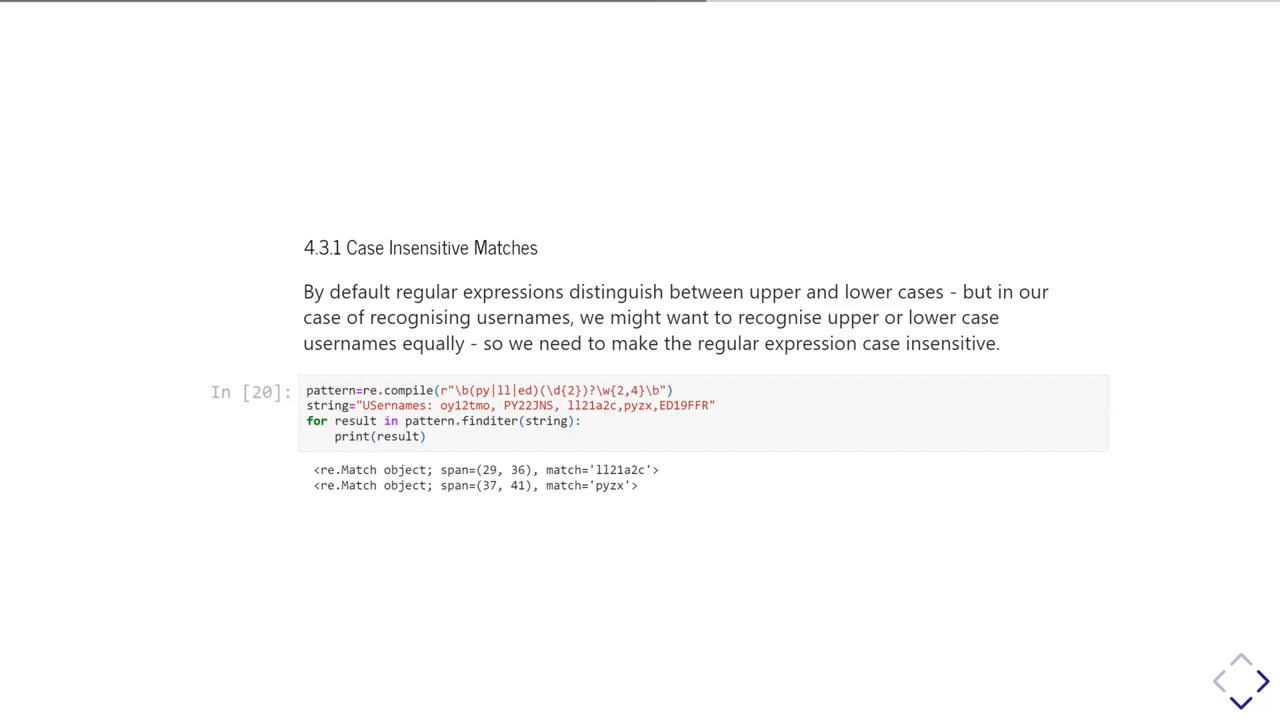 4.3.1 Case Insensitive Matches
By default regular expressions distinguish between upper and lower cases - but in our
case of recognising usernames, we might want to recognise upper or lower case
usernames equally - so we need to make the regular expression case insensitive.
In [20]:
pattern=re.compile(r"\b(py|ll|ed)(\d{2})?\w{2,4}\b")
string="USernames: oy12tmo, PY22JNS, ll21a2c,pyzx,ED19FFR"
for result in pattern.finditer(string):
    print(result)
<re.Match object; span=(29, 36), match='ll21a2c'>
<re.Match object; span=(37, 41), match='pyzx'>